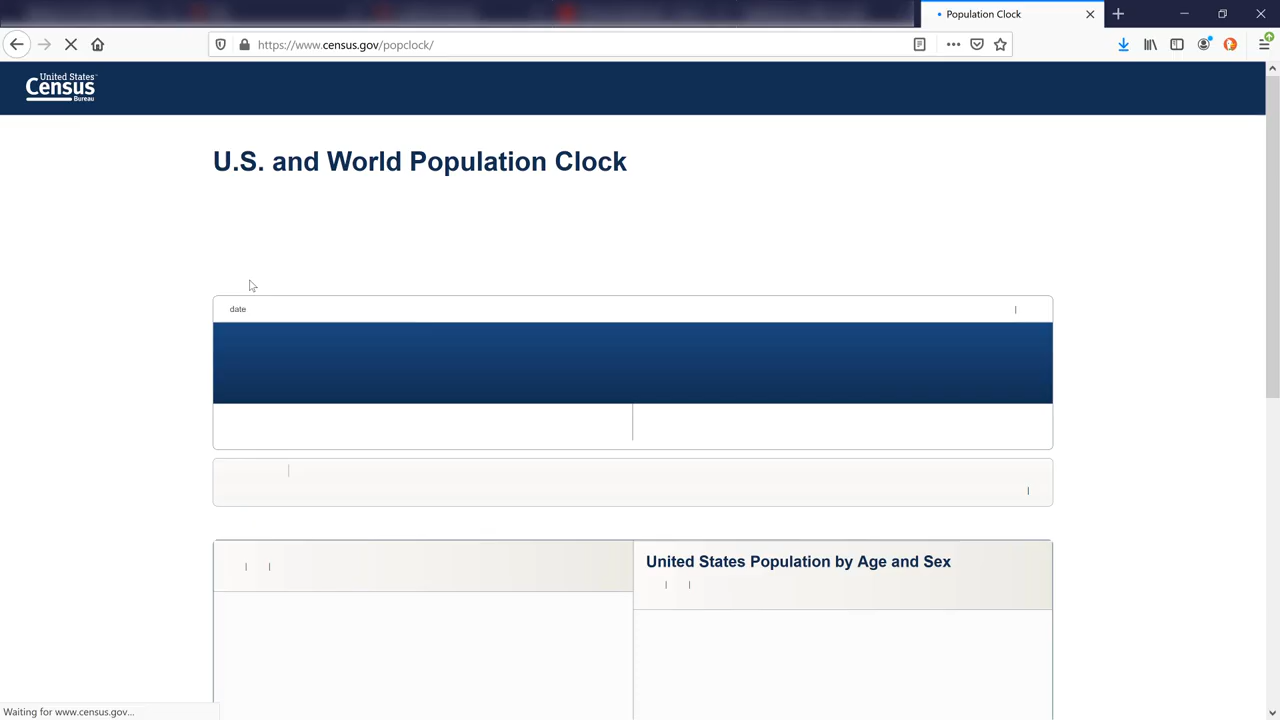 Population Clock
https://www.census.gov/popclock/
United States™
Census
Bureau
U.S. and World Population Clock
date
United States Population by Age and Sex
Waiting for www.census.gov...